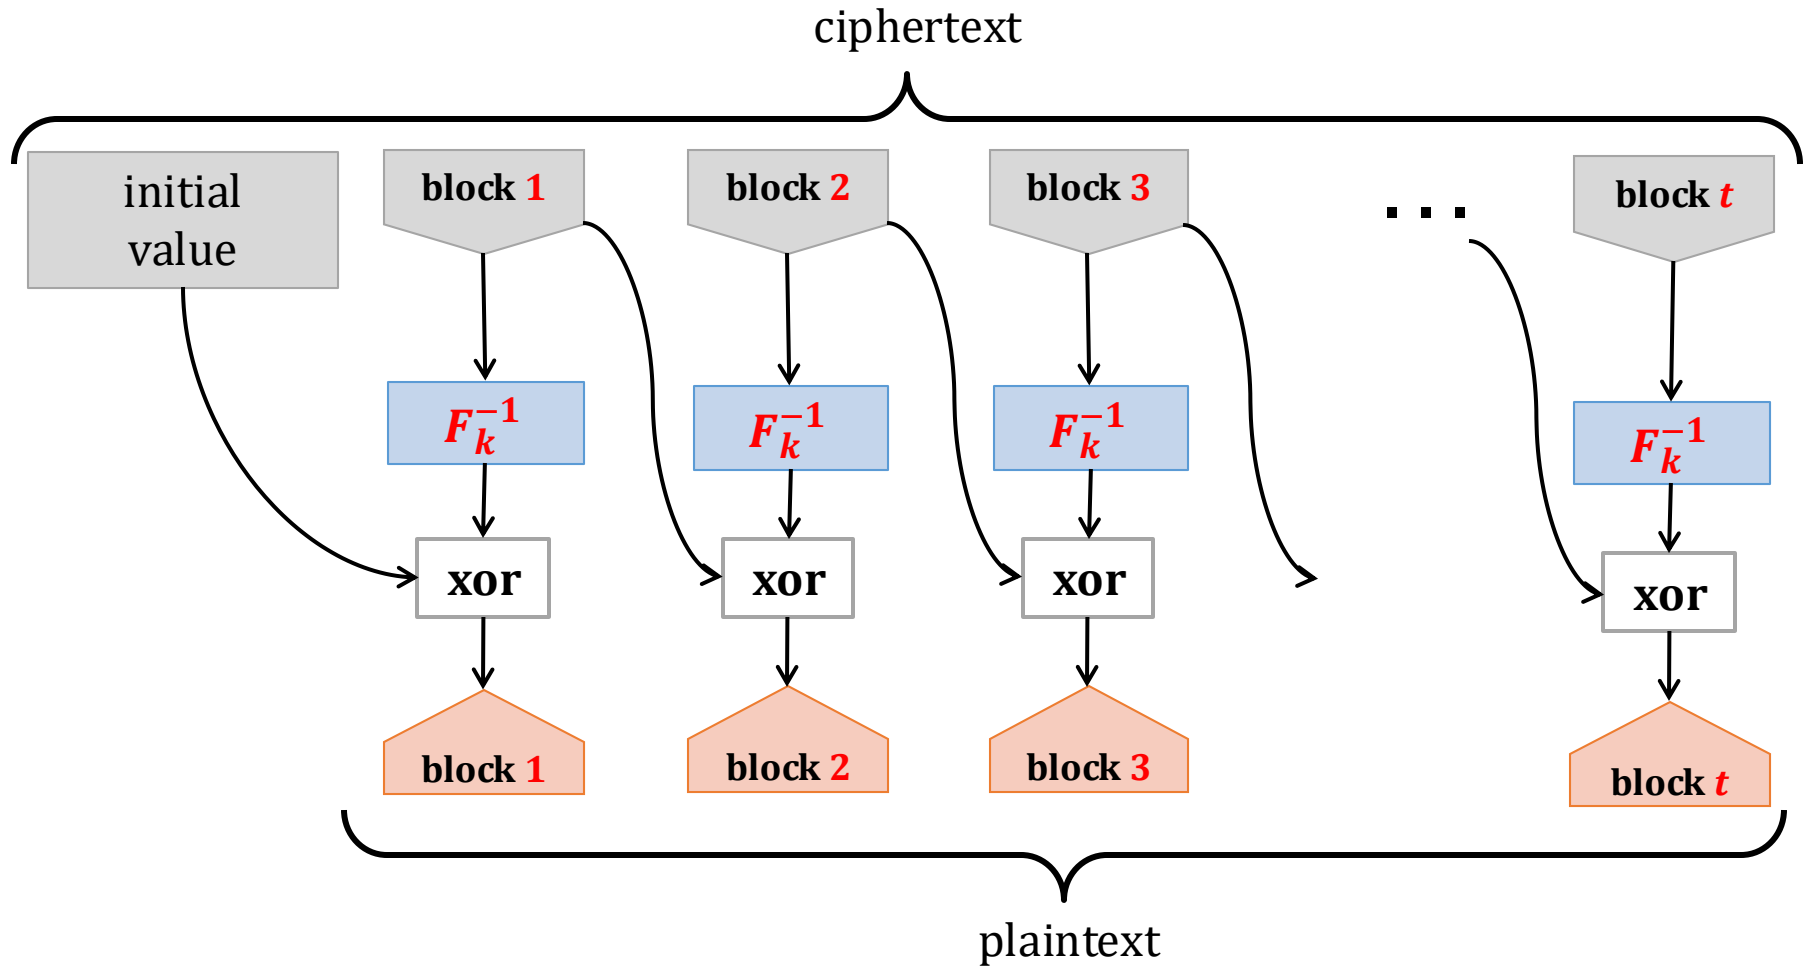 ciphertext
initial
value
block 1
block 2
block 3
...
block t
F_k^{-1}
F_k^{-1}
F_k^{-1}
F_k^{-1}
xor
xor
xor
xor
block 1
block 2
block 3
block t
plaintext